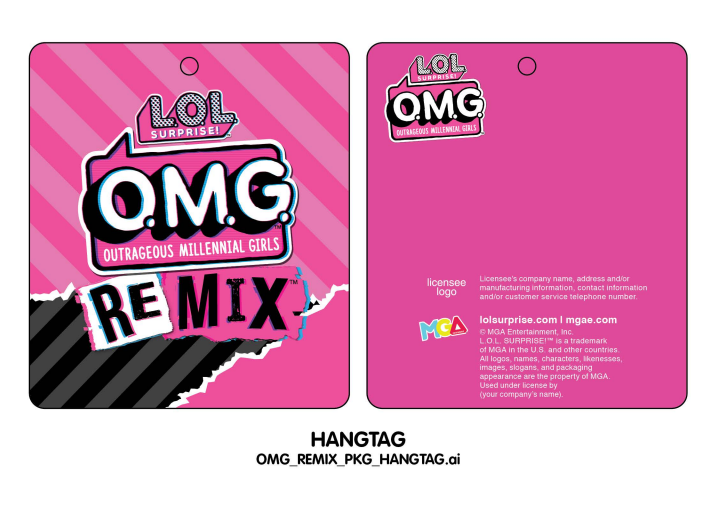 L.O.L.
SURPRISE!
O.M.G.
OUTRAGEOUS MILLENNIAL GIRLS
REMIX™
L.O.L.
SURPRISE!
O.M.G.
OUTRAGEOUS MILLENNIAL GIRLS
licensee
logo
Licensee's company name, address and/or
manufacturing information, contact information
and/or customer service telephone number.
MGA
lolsurprise.com | mgae.com
© MGA Entertainment, Inc.
L.O.L. SURPRISE!™ is a trademark
of MGA in the U.S. and other countries.
All logos, names, characters, likenesses,
images, slogans, and packaging
appearance are the property of MGA.
Used under license by
(your company's name).
HANGTAG
OMG_REMIX_PKG_HANGTAG.ai